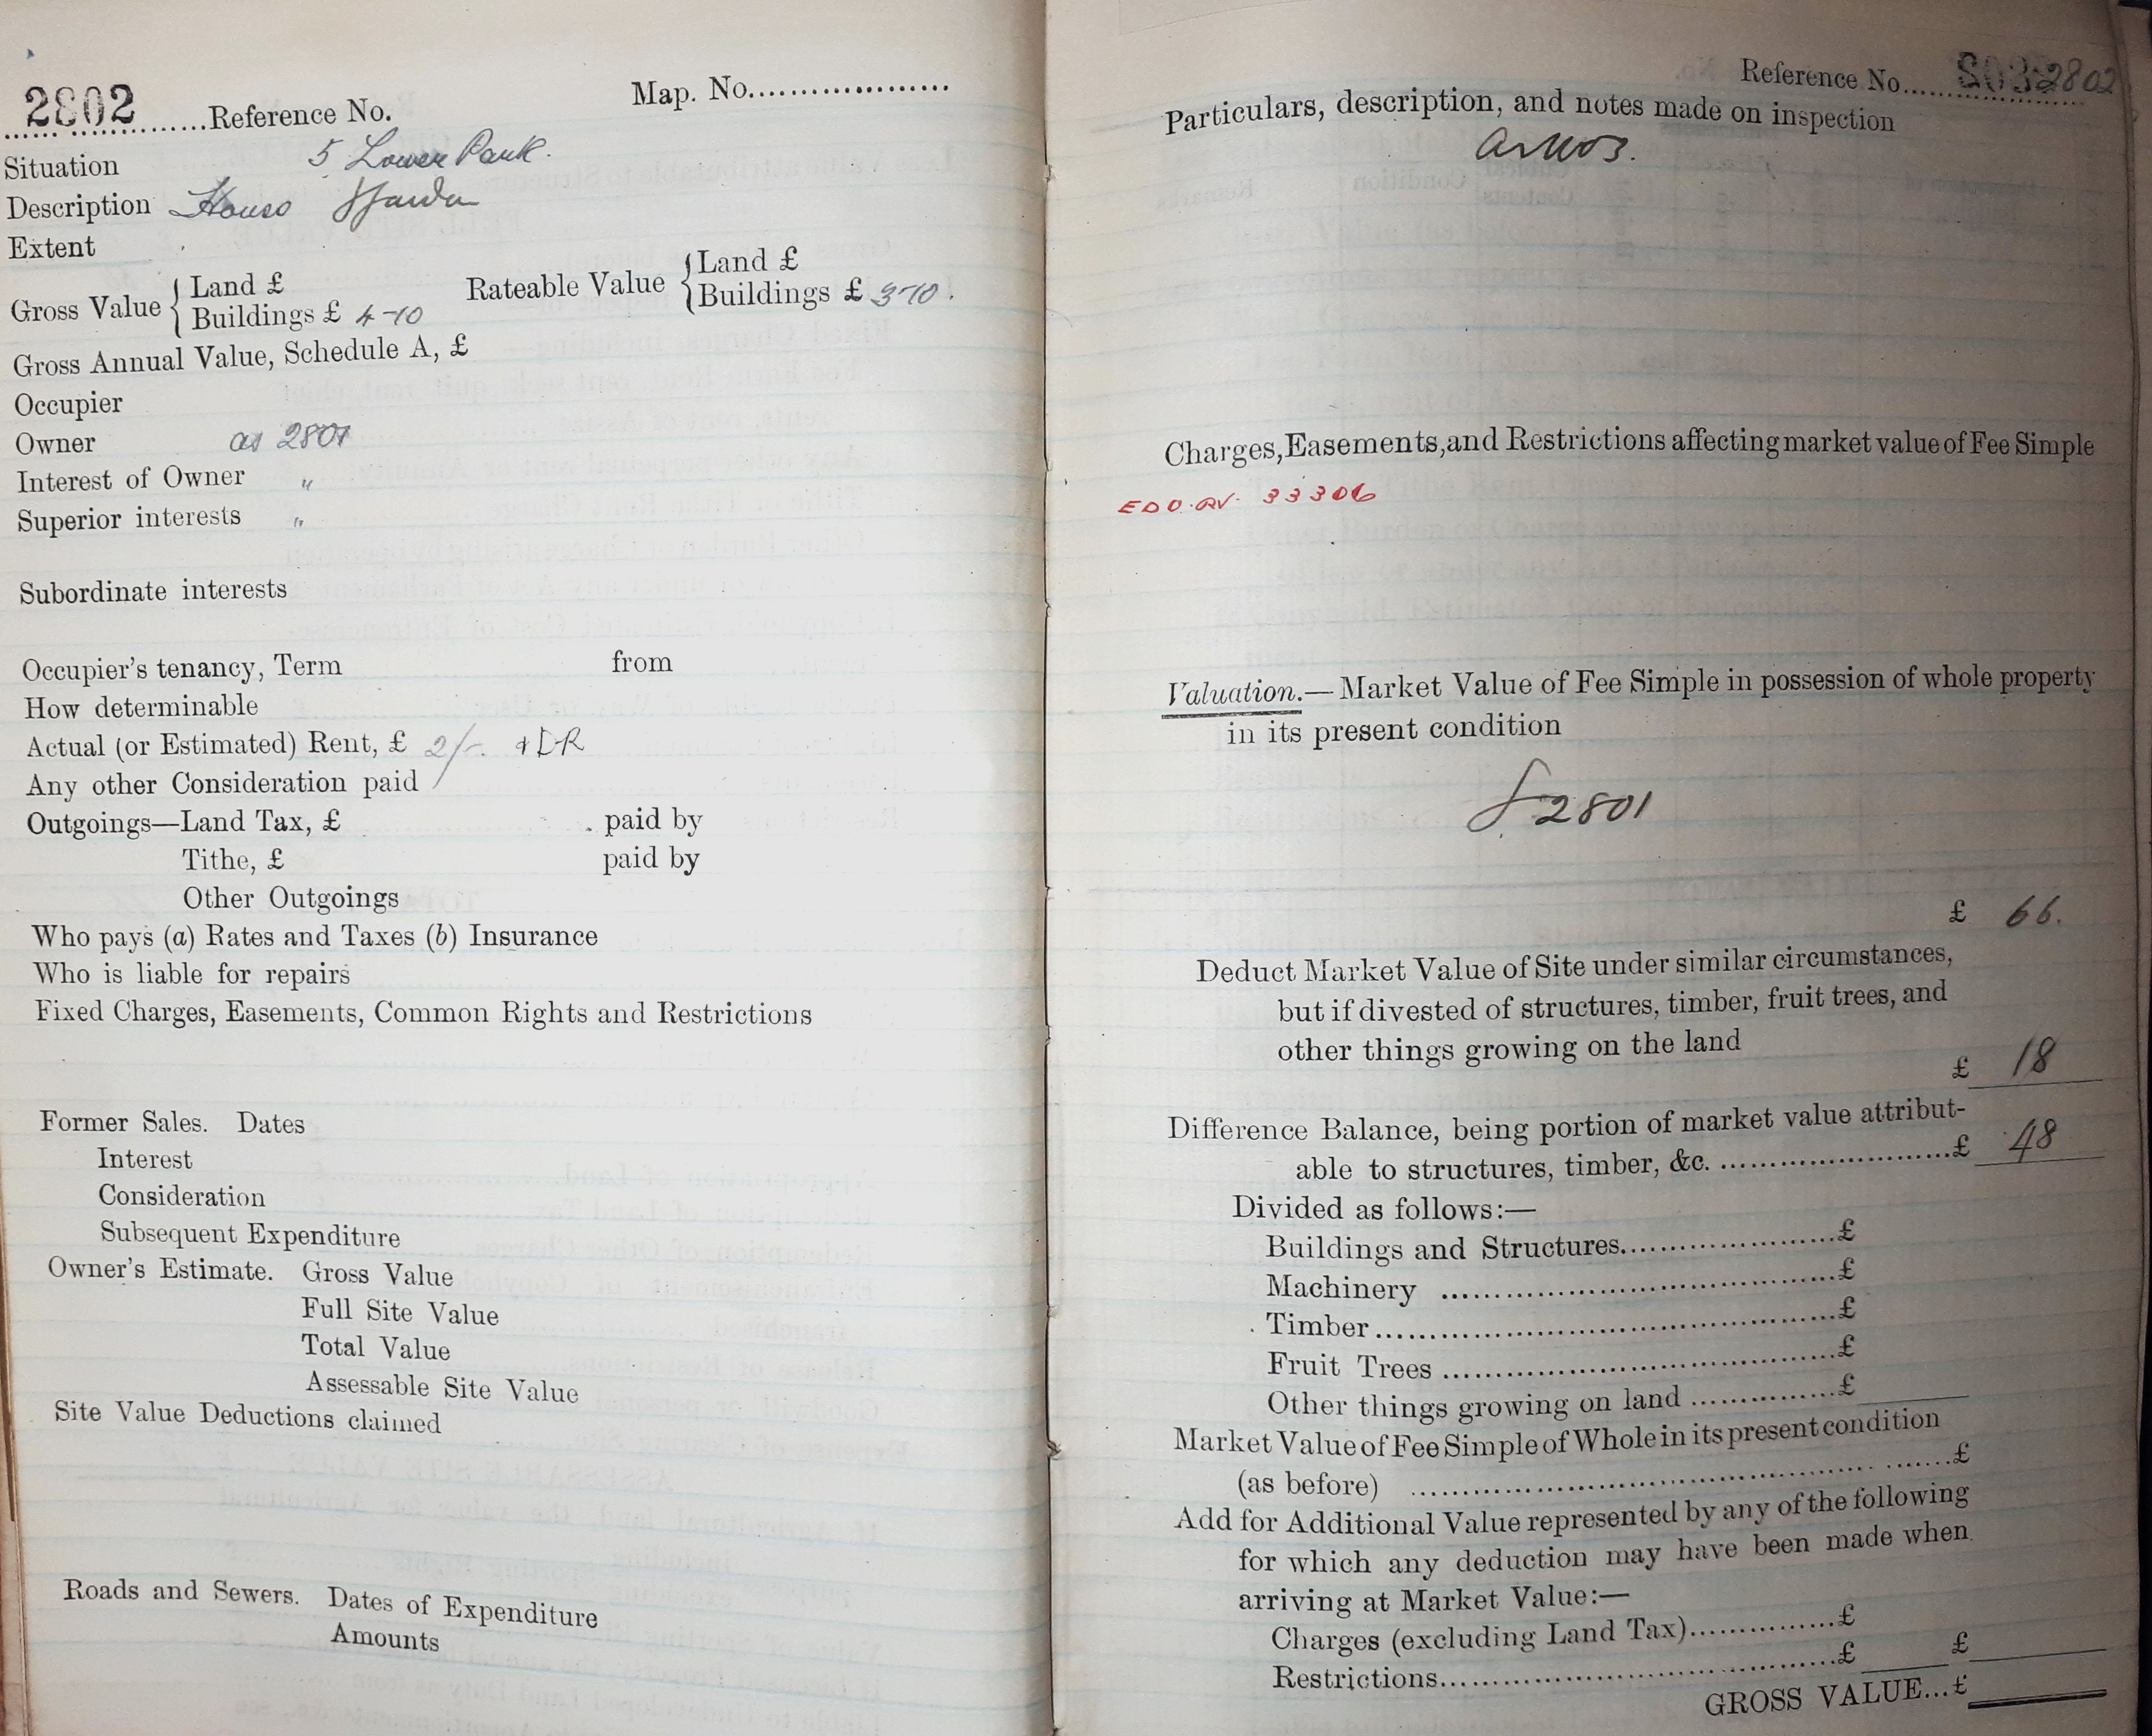 2802 Reference No. Map. No.
Situation 5 Lower Park.
Description House & Garden
Extent
Gross Value { Land £
Buildings £ 4-10
Rateable Value { Land £
Buildings £ 3-10.
Gross Annual Value, Schedule A, £
Occupier
Owner as 2801
Interest of Owner "
Superior interests "
Subordinate interests
Occupier's tenancy, Term from
How determinable
Actual (or Estimated) Rent, £ 2/-. + DR
Any other Consideration paid
Outgoings—Land Tax, £ paid by
Tithe, £ paid by
Other Outgoings
Who pays (a) Rates and Taxes (b) Insurance
Who is liable for repairs
Fixed Charges, Easements, Common Rights and Restrictions
Former Sales. Dates
Interest
Consideration
Subsequent Expenditure
Owner's Estimate. Gross Value
Full Site Value
Total Value
Assessable Site Value
Site Value Deductions claimed
Roads and Sewers. Dates of Expenditure
Amounts
Reference No. 2802
Particulars, description, and notes made on inspection
Charges, Easements, and Restrictions affecting market value of Fee Simple
33306
Valuation.—Market Value of Fee Simple in possession of whole property
in its present condition
2801
£ 66.
Deduct Market Value of Site under similar circumstances,
but if divested of structures, timber, fruit trees, and
other things growing on the land
£ 18
Difference Balance, being portion of market value attribut-
able to structures, timber, &c. £ 48
Divided as follows:—
Buildings and Structures £
Machinery £
Timber £
Fruit Trees £
Other things growing on land £
Market Value of Fee Simple of Whole in its present condition
(as before) £
Add for Additional Value represented by any of the following
for which any deduction may have been made when
arriving at Market Value:—
Charges (excluding Land Tax) £
Restrictions £ £
GROSS VALUE...£